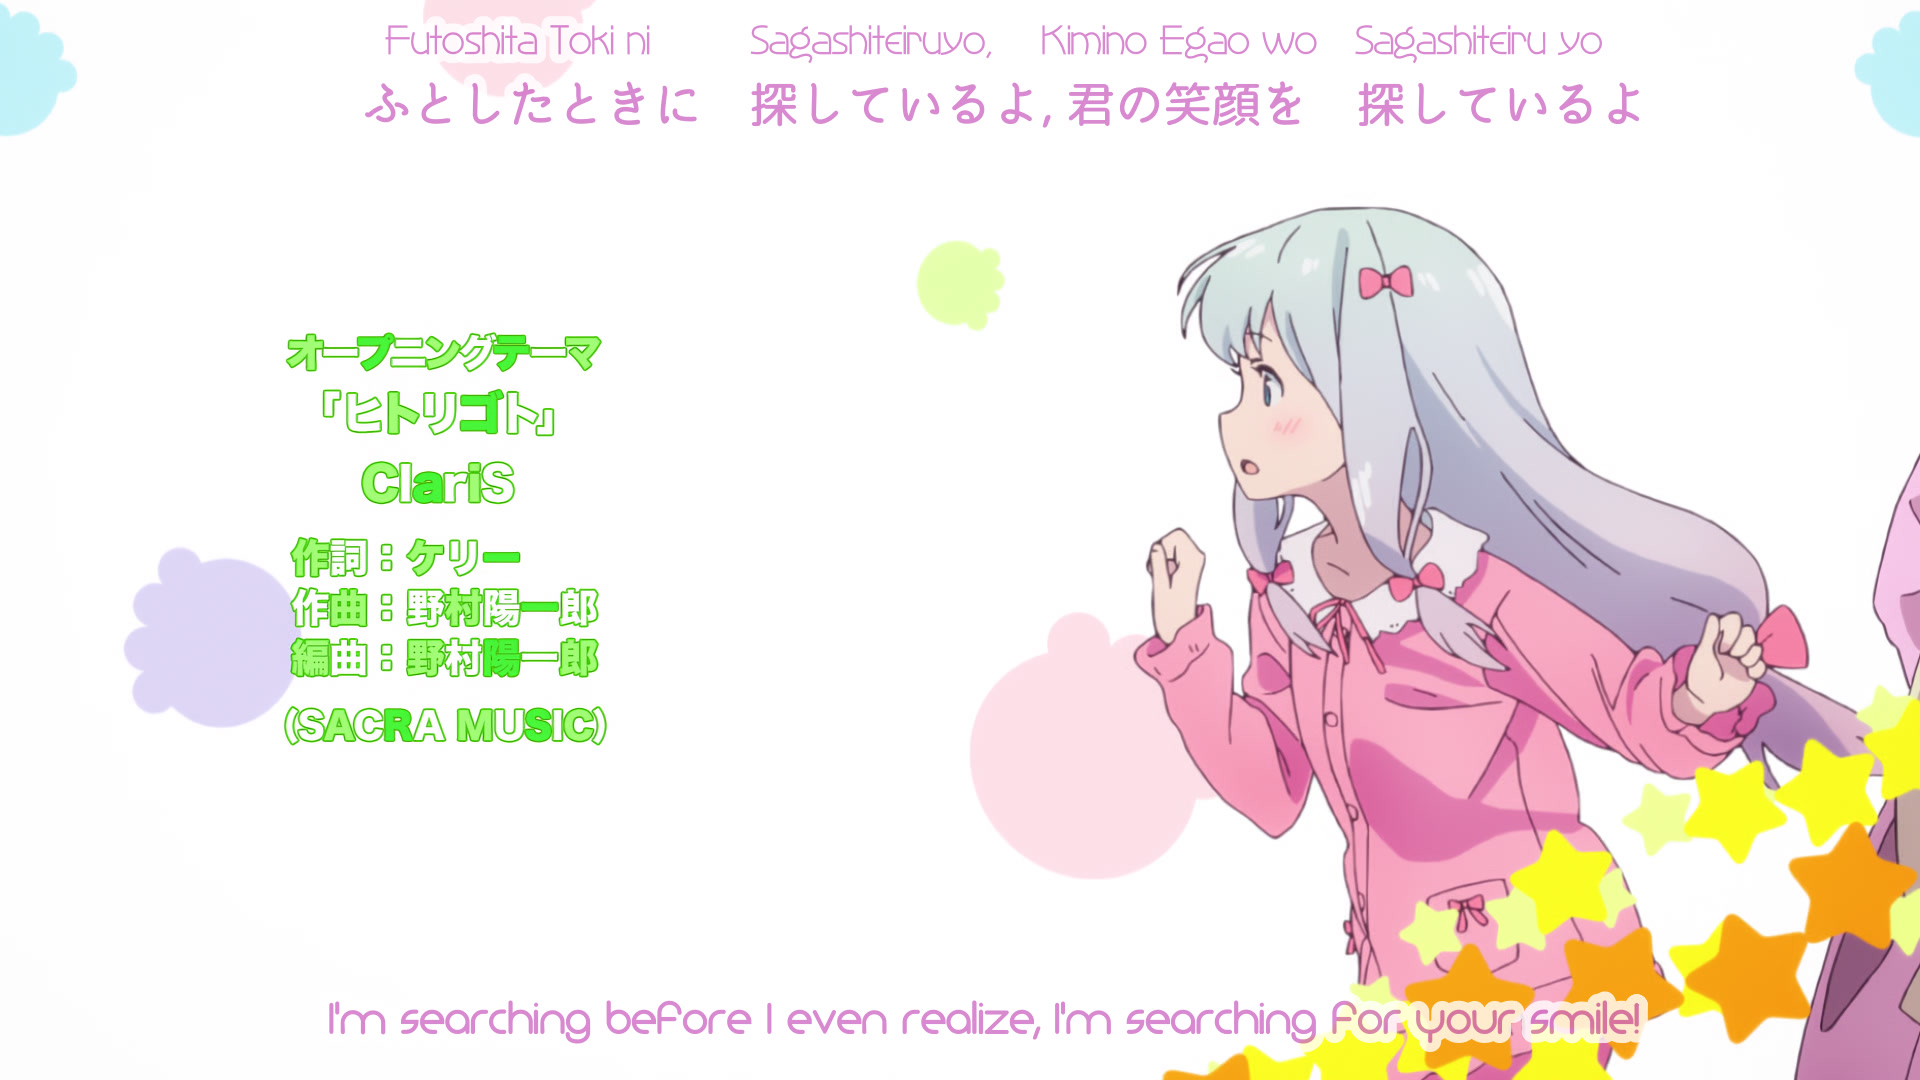 Futoshita Toki ni Sagashiteiruyo, Kimino Egao wo Sagashiteiru yo
ふとしたときに 探しているよ, 君の笑顔を 探しているよ
オープニングテーマ
「ヒトリゴト」
ClariS
作詞：ケリー
作曲：野村陽一郎
編曲：野村陽一郎
(SACRA MUSIC)
I'm searching before I even realize, I'm searching for your smile!